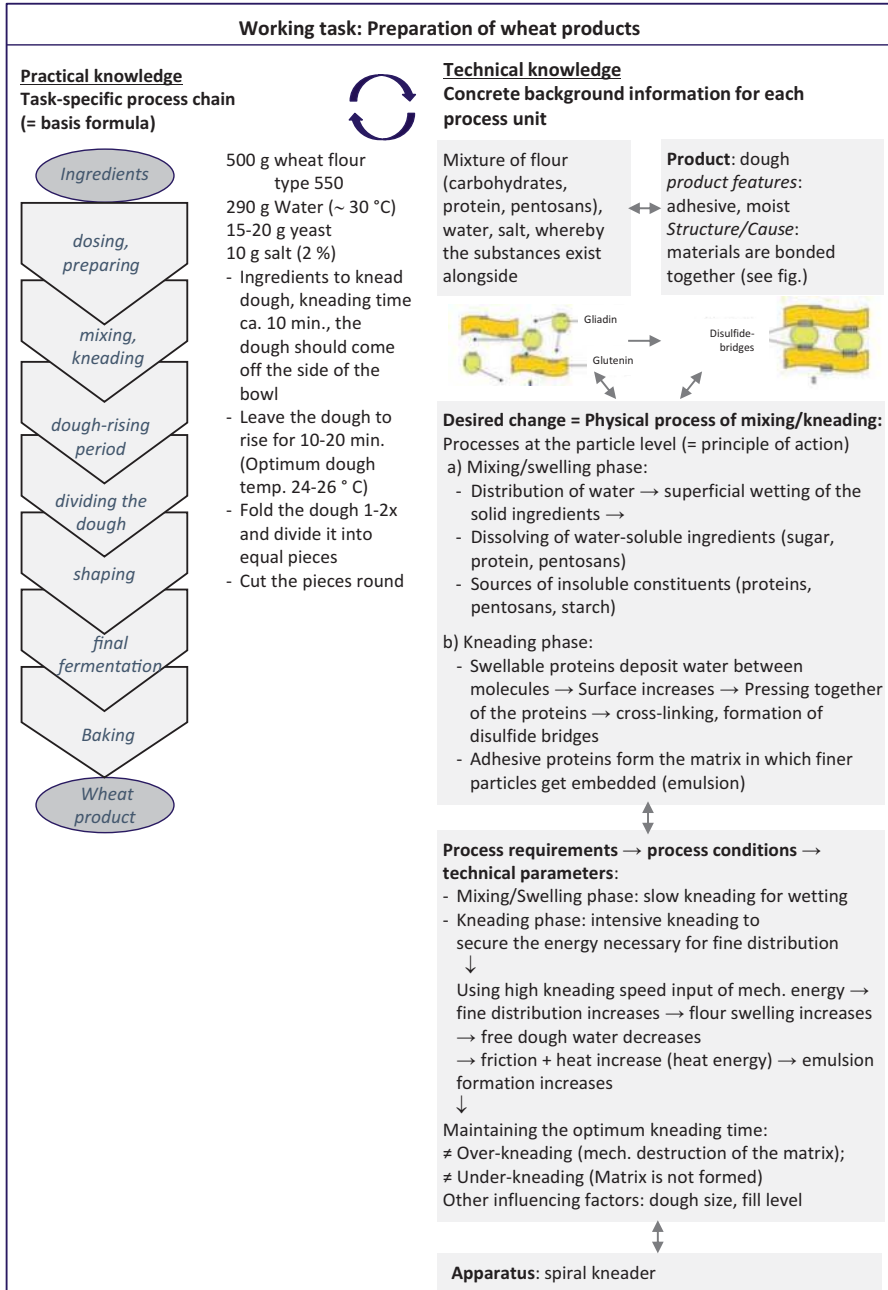 Working task: Preparation of wheat products
Practical knowledge
Task-specific process chain
(= basis formula)
Ingredients
dosing,
preparing
mixing,
kneading
dough-rising
period
dividing the
dough
shaping
final
fermentation
Baking
Wheat
product
500 g wheat flour
type 550
290 g Water (~ 30 °C)
15-20 g yeast
10 g salt (2 %)
- Ingredients to knead
dough, kneading time
ca. 10 min., the
dough should come
off the side of the
bowl
- Leave the dough to
rise for 10-20 min.
(Optimum dough
temp. 24-26 ° C)
- Fold the dough 1-2x
and divide it into
equal pieces
- Cut the pieces round
Technical knowledge
Concrete background information for each
process unit
Mixture of flour
(carbohydrates,
protein, pentosans),
water, salt, whereby
the substances exist
alongside
Product: dough
product features:
adhesive, moist
Structure/Cause:
materials are bonded
together (see fig.)
Gliadin
Glutenin
Disulfide-
bridges
Desired change = Physical process of mixing/kneading:
Processes at the particle level (= principle of action)
a) Mixing/swelling phase:
- Distribution of water → superficial wetting of the
solid ingredients →
- Dissolving of water-soluble ingredients (sugar,
protein, pentosans)
- Sources of insoluble constituents (proteins,
pentosans, starch)
b) Kneading phase:
- Swellable proteins deposit water between
molecules → Surface increases → Pressing together
of the proteins → cross-linking, formation of
disulfide bridges
- Adhesive proteins form the matrix in which finer
particles get embedded (emulsion)
Process requirements → process conditions →
technical parameters:
- Mixing/Swelling phase: slow kneading for wetting
- Kneading phase: intensive kneading to
secure the energy necessary for fine distribution
↓
Using high kneading speed input of mech. energy →
fine distribution increases → flour swelling increases
→ free dough water decreases
→ friction + heat increase (heat energy) → emulsion
formation increases
↓
Maintaining the optimum kneading time:
≠ Over-kneading (mech. destruction of the matrix);
≠ Under-kneading (Matrix is not formed)
Other influencing factors: dough size, fill level
Apparatus: spiral kneader